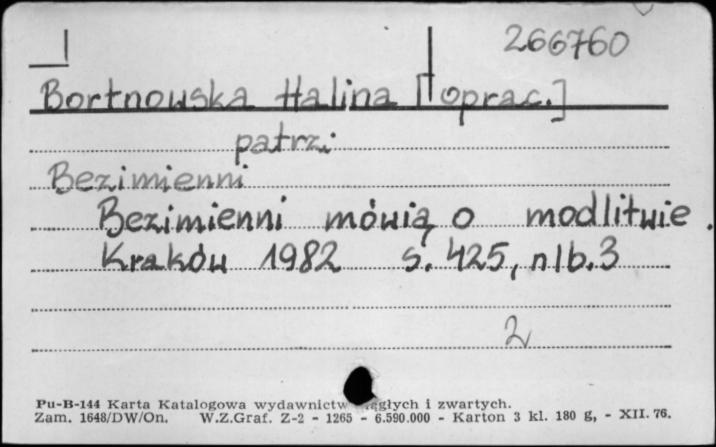 266760
Bortnowska Halina [oprac.]
patrz:
Bezimienni
Bezimienni mówią o modlitwie.
Kraków 1982 s. 425, nlb. 3
2
Pu-B-144 Karta Katalogowa wydawnictw ciągłych i zwartych.
Zam. 1648/DW/On. W.Z.Graf. Z-2 - 1265 - 6.590.000 - Karton 3 kl. 180 g, - XII. 76.